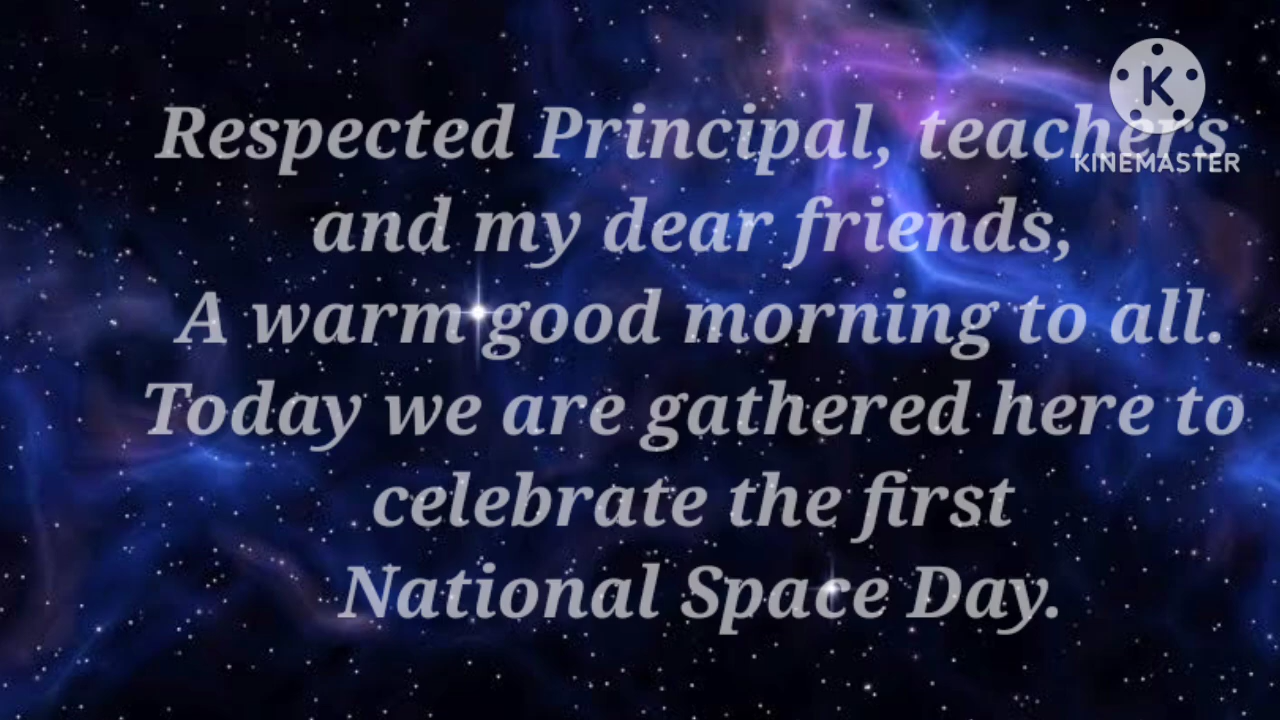 Respected Principal, teachers
and my dear friends,
A warm good morning to all.
Today we are gathered here to
celebrate the first
National Space Day.
K
KINEMASTER